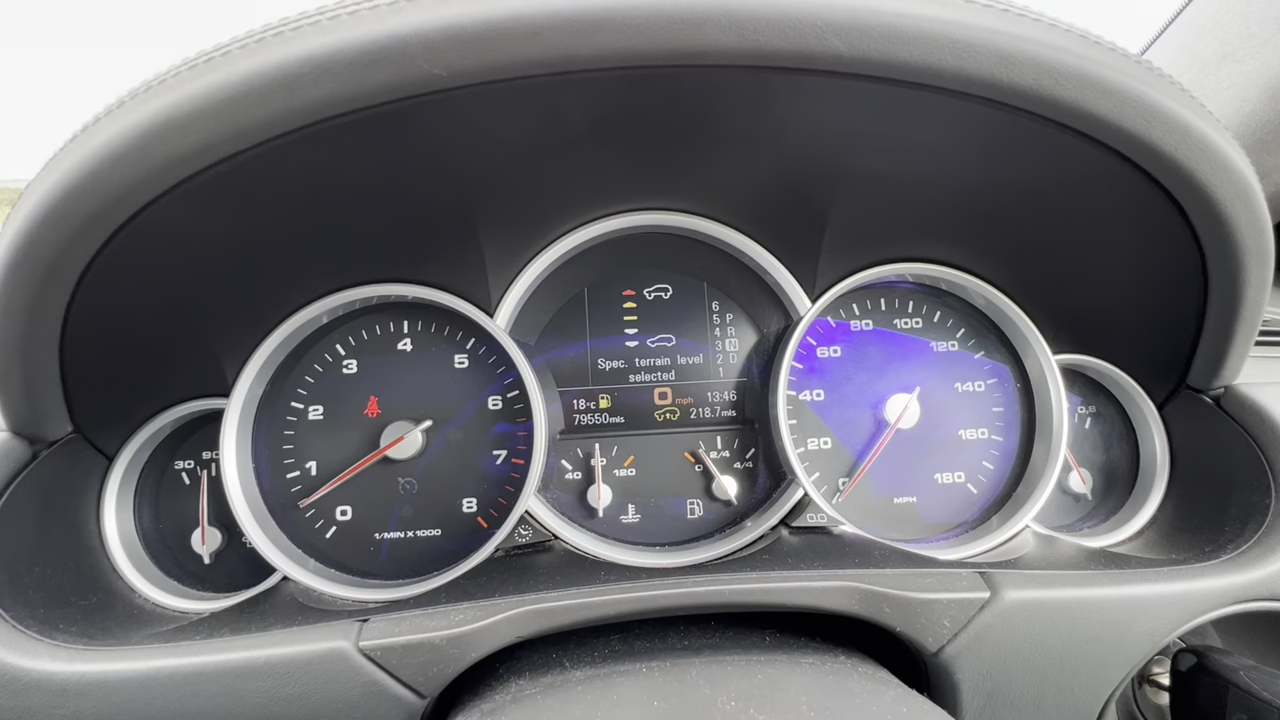 6
5 P
4 R
3 N
2 D
1
Spec. terrain level
selected
18°C
mph 13:46
79550mls
218.7mls
30 90
0 1 2 3 4 5 6 7 8
1/MIN X 1000
40 80 120
0 2/4 4/4
0 20 40 60 80 100 120 140 160 180
MPH
0.0
0,8